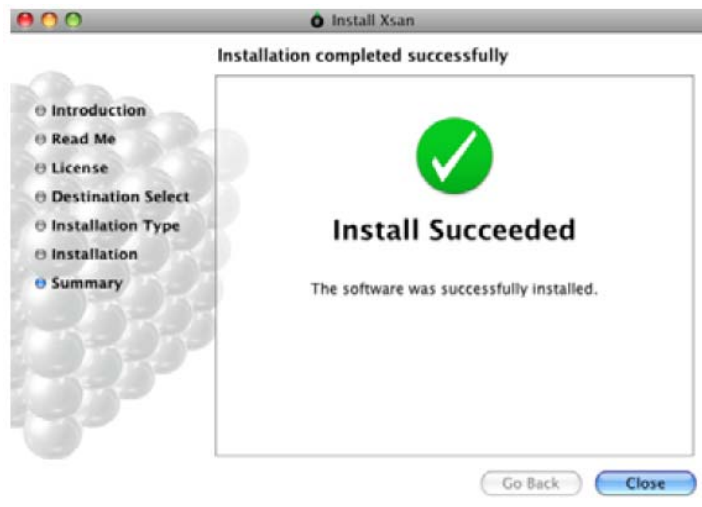 Install Xsan
Installation completed successfully
Introduction
Read Me
License
Destination Select
Installation Type
Installation
Summary
Install Succeeded
The software was successfully installed.
Go Back
Close